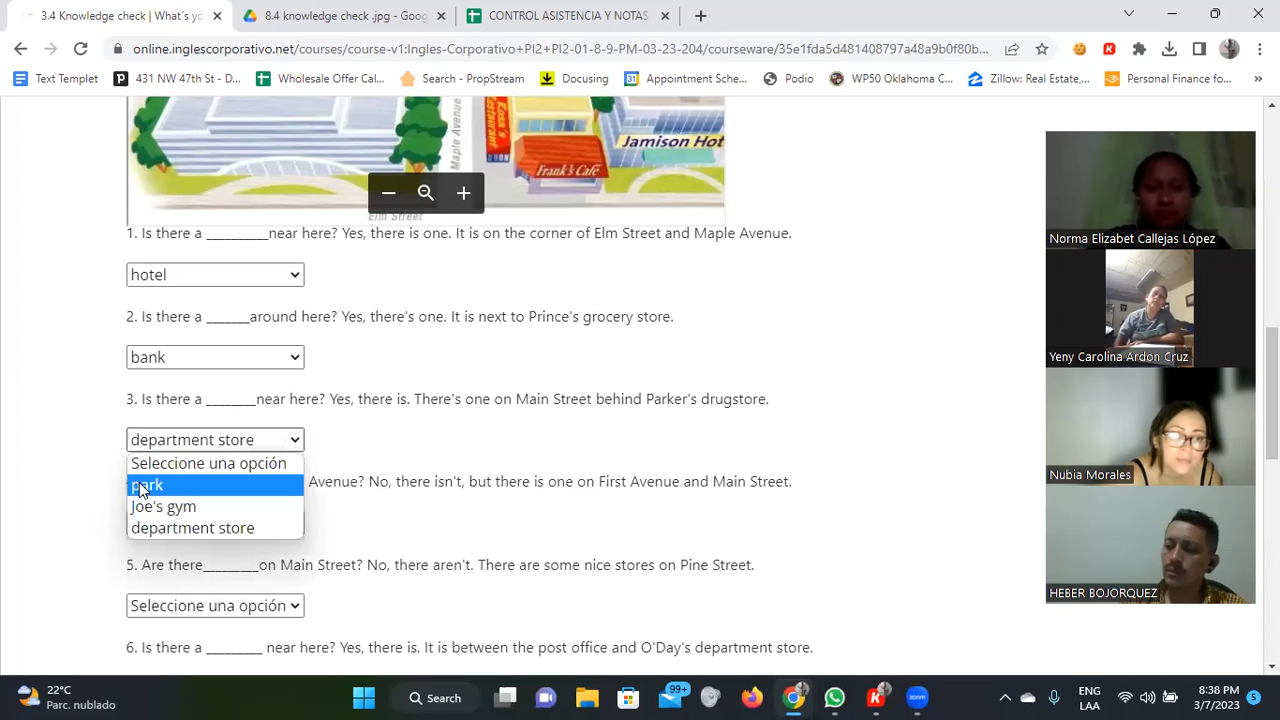 3.4 Knowledge check | What´s yo
8.4 knowledge check .jpg - Goog
CONTROL ASISTENCIA Y NOTAS
online.inglescorporativo.net/courses/course-v1:Ingles-Corporativo+PI2+PI2-01-8-9-PM-03-23-204/courseware/35e1fda5d481408797a48a9b0f80b...
Text Templet
431 NW 47th St - D...
Wholesale Offer Cal...
Search - PropStream
Docusing
Appointment Sche...
Podio
WP50 Oklahoma C...
Zillow: Real Estate,...
Personal Finance fo...
»
Maple Avenue
Restaurant
Jamison Hot
Frank's Café
Elm Street
1. Is there a __________near here? Yes, there is one. It is on the corner of Elm Street and Maple Avenue.
hotel
2. Is there a _______around here? Yes, there's one. It is next to Prince's grocery store.
bank
3. Is there a ________near here? Yes, there is. There's one on Main Street behind Parker's drugstore.
department store
Seleccione una opción
park
Joe's gym
department store
Avenue? No, there isn't, but there is one on First Avenue and Main Street.
5. Are there_________on Main Street? No, there aren't. There are some nice stores on Pine Street.
Seleccione una opción
6. Is there a _________ near here? Yes, there is. It is between the post office and O'Day's department store.
Norma Elizabet Callejas López
Yeny Carolina Ardon Cruz
Nubia Morales
HEBER BOJORQUEZ
22°C
Parc. nublado
Search
99+
ENG
LAA
8:38 PM
3/7/2023
5